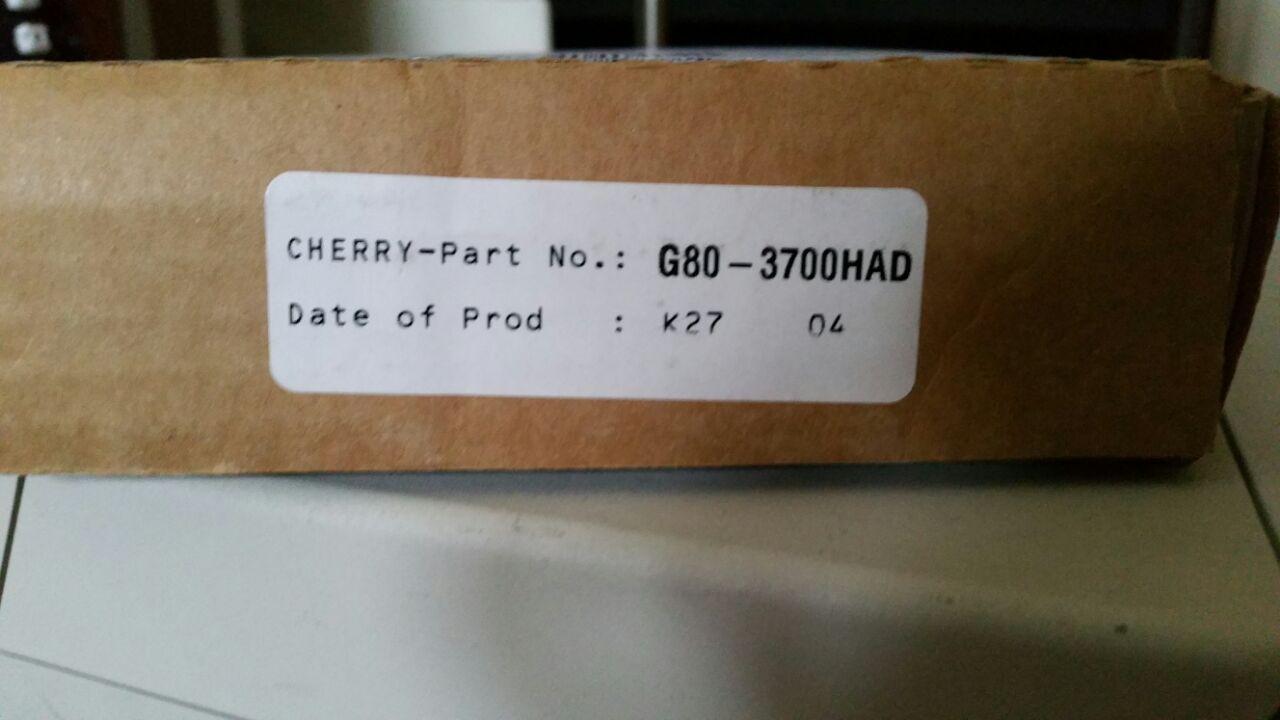 CHERRY-Part No.: G80-3700HAD
Date of Prod : K27 04